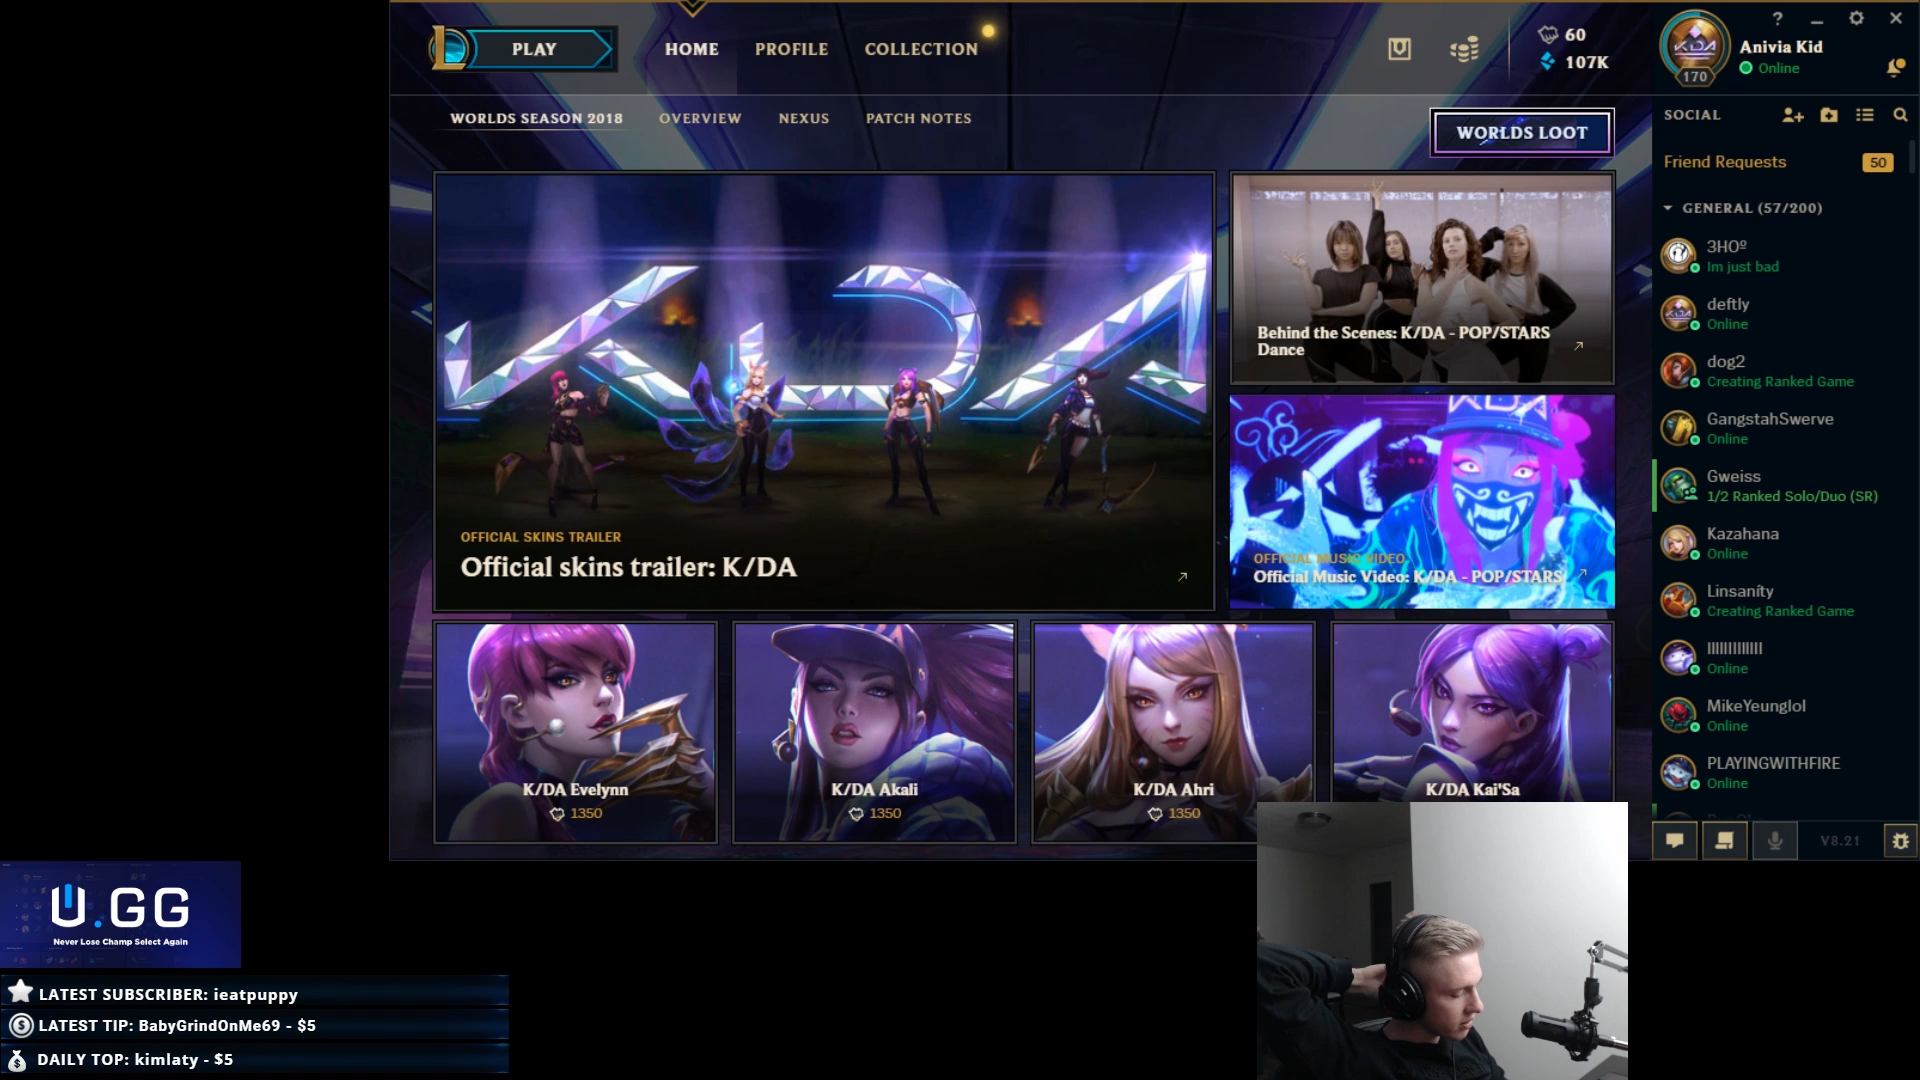 PLAY
HOME
PROFILE
COLLECTION
60
107K
170
?
Anivia Kid
Online
WORLDS SEASON 2018
OVERVIEW
NEXUS
PATCH NOTES
WORLDS LOOT
SOCIAL
Friend Requests
50
GENERAL (57/200)
3HOº
Im just bad
deftly
Online
dog2
Creating Ranked Game
GangstahSwerve
Online
Gweiss
1/2 Ranked Solo/Duo (SR)
Kazahana
Online
Linsanity
Creating Ranked Game
Online
MikeYeunglol
Online
PLAYINGWITHFIRE
Online
V8.21
K/DA
OFFICIAL SKINS TRAILER
Official skins trailer: K/DA
Behind the Scenes: K/DA - POP/STARS
Dance
KDA
OFFICIAL MUSIC VIDEO
Official Music Video: K/DA - POP/STARS
K/DA Evelynn
1350
K/DA Akali
1350
K/DA Ahri
1350
K/DA Kai'Sa
U.GG
Never Lose Champ Select Again
LATEST SUBSCRIBER: ieatpuppy
LATEST TIP: BabyGrindOnMe69 - $5
DAILY TOP: kimlaty - $5